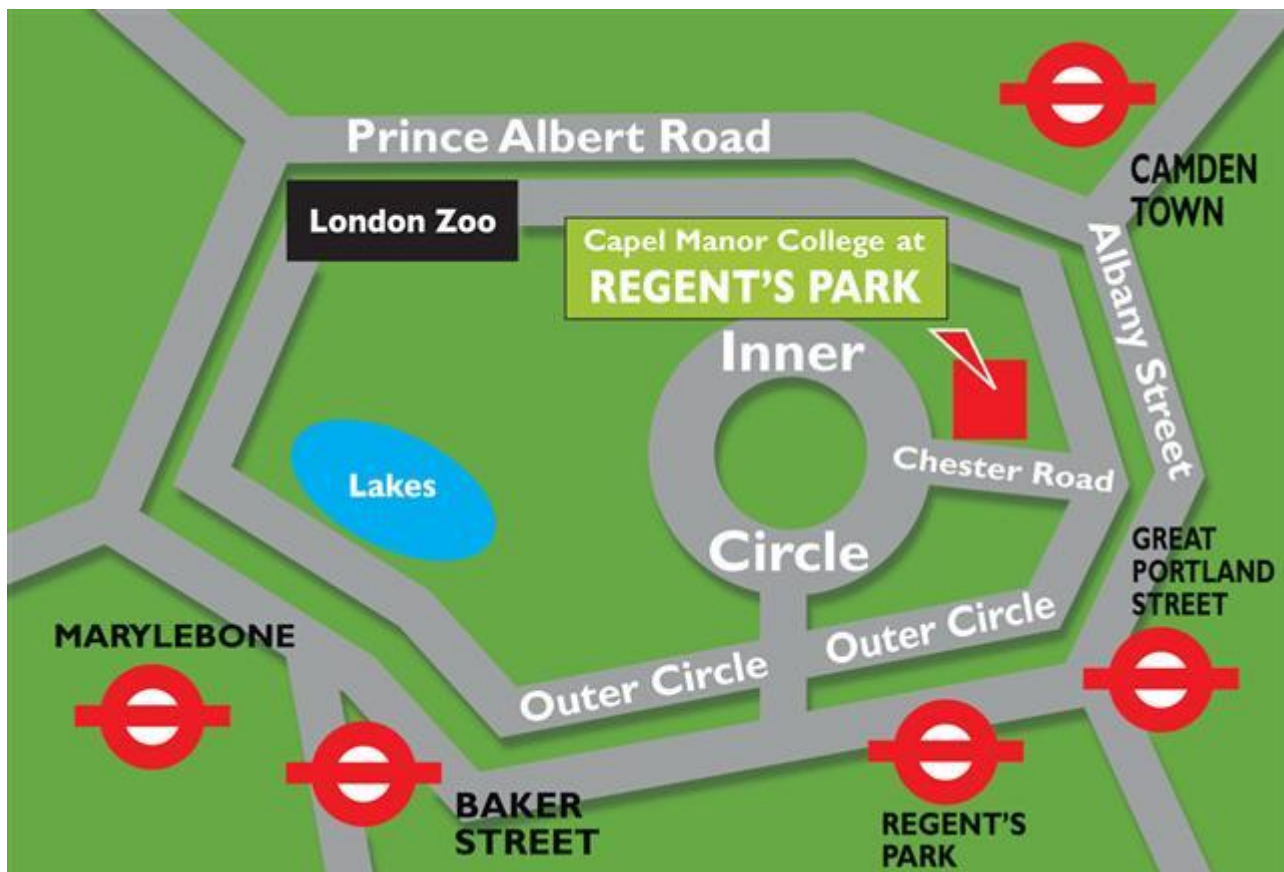 Prince Albert Road
CAMDEN
TOWN
London Zoo
Capel Manor College at
REGENT'S PARK
Albany Street
Inner
Circle
Chester Road
Lakes
GREAT
PORTLAND
STREET
MARYLEBONE
Outer Circle
Outer Circle
BAKER
STREET
REGENT'S
PARK